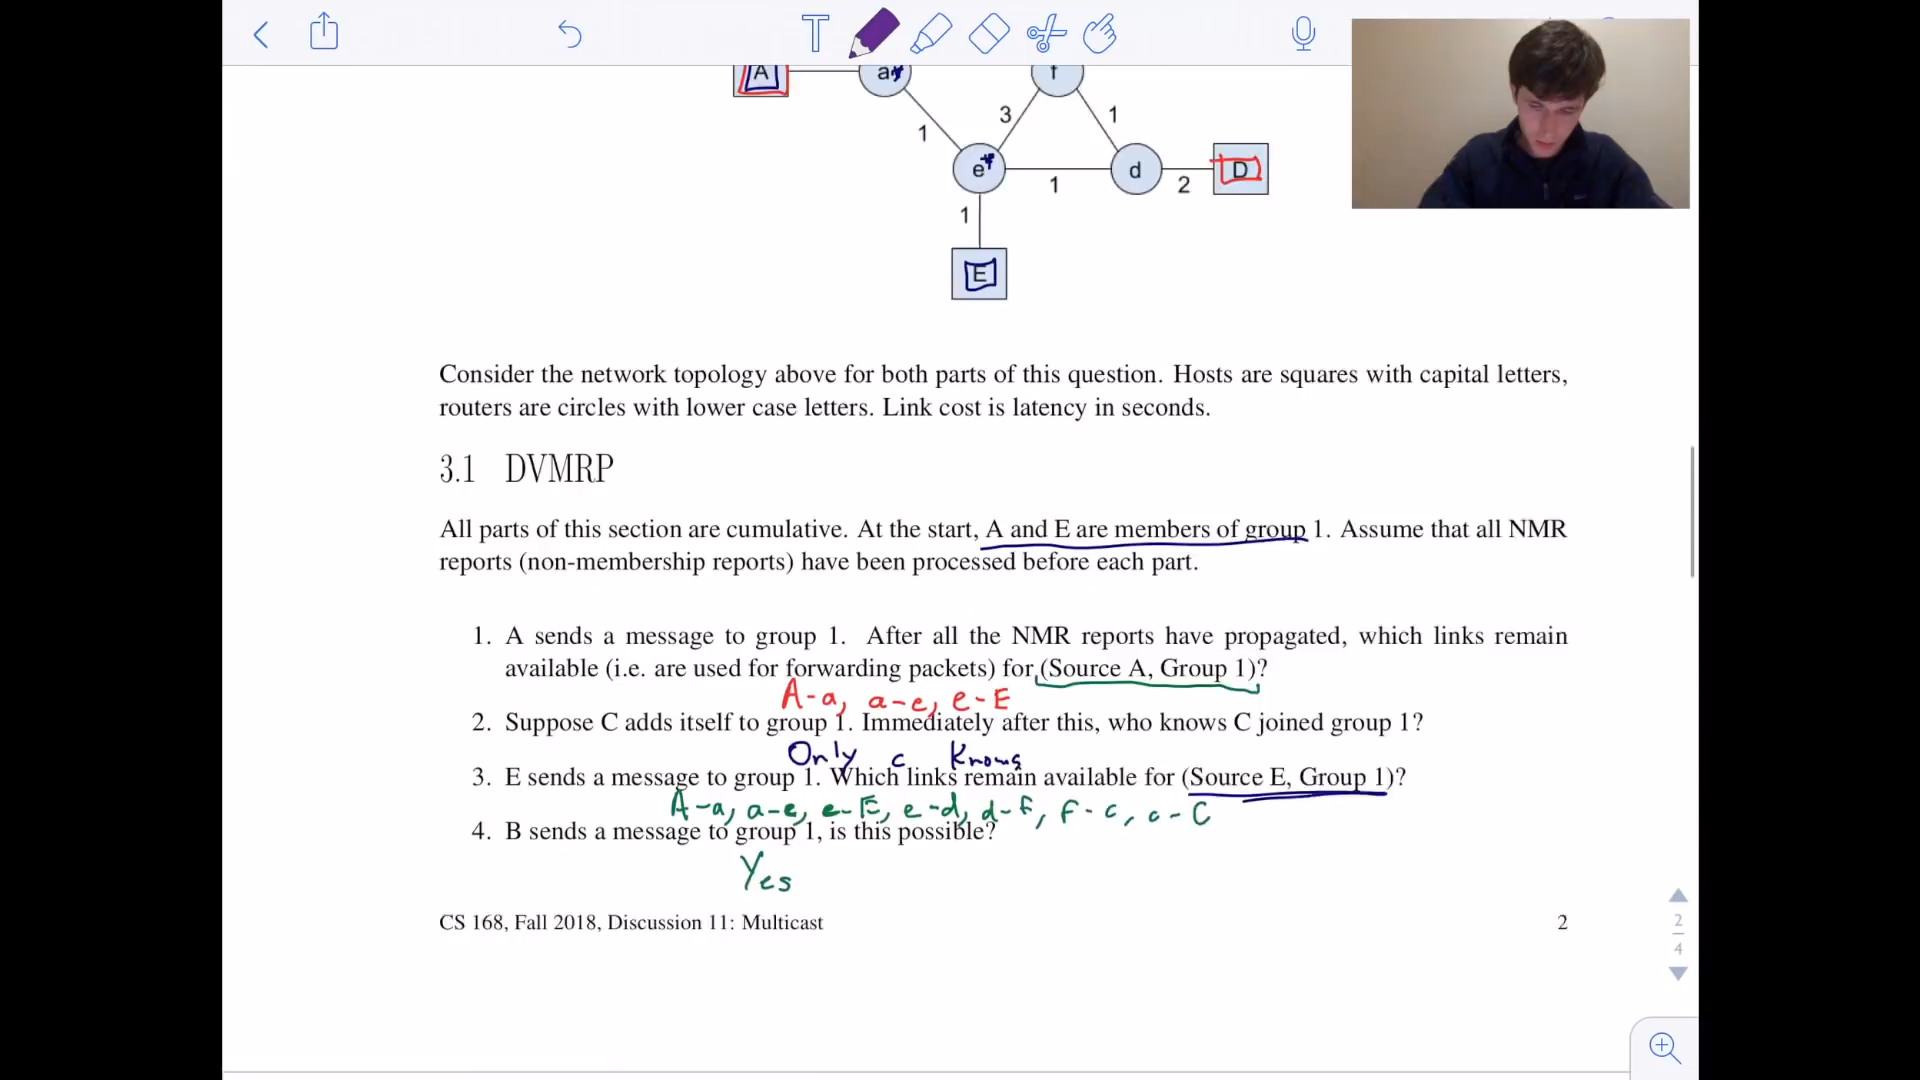 T
A
a
f
3
1
1
e
d
D
1
2
1
E
Consider the network topology above for both parts of this question. Hosts are squares with capital letters,
routers are circles with lower case letters. Link cost is latency in seconds.
3.1 DVMRP
All parts of this section are cumulative. At the start, A and E are members of group 1. Assume that all NMR
reports (non-membership reports) have been processed before each part.
1. A sends a message to group 1. After all the NMR reports have propagated, which links remain
available (i.e. are used for forwarding packets) for (Source A, Group 1)?
A-a, a-e, e-E
2. Suppose C adds itself to group 1. Immediately after this, who knows C joined group 1?
Only c Knows
3. E sends a message to group 1. Which links remain available for (Source E, Group 1)?
A-a, a-e, e-E, e-d, d-f, f-c, c-C
4. B sends a message to group 1, is this possible?
Yes
CS 168, Fall 2018, Discussion 11: Multicast 2
2
4